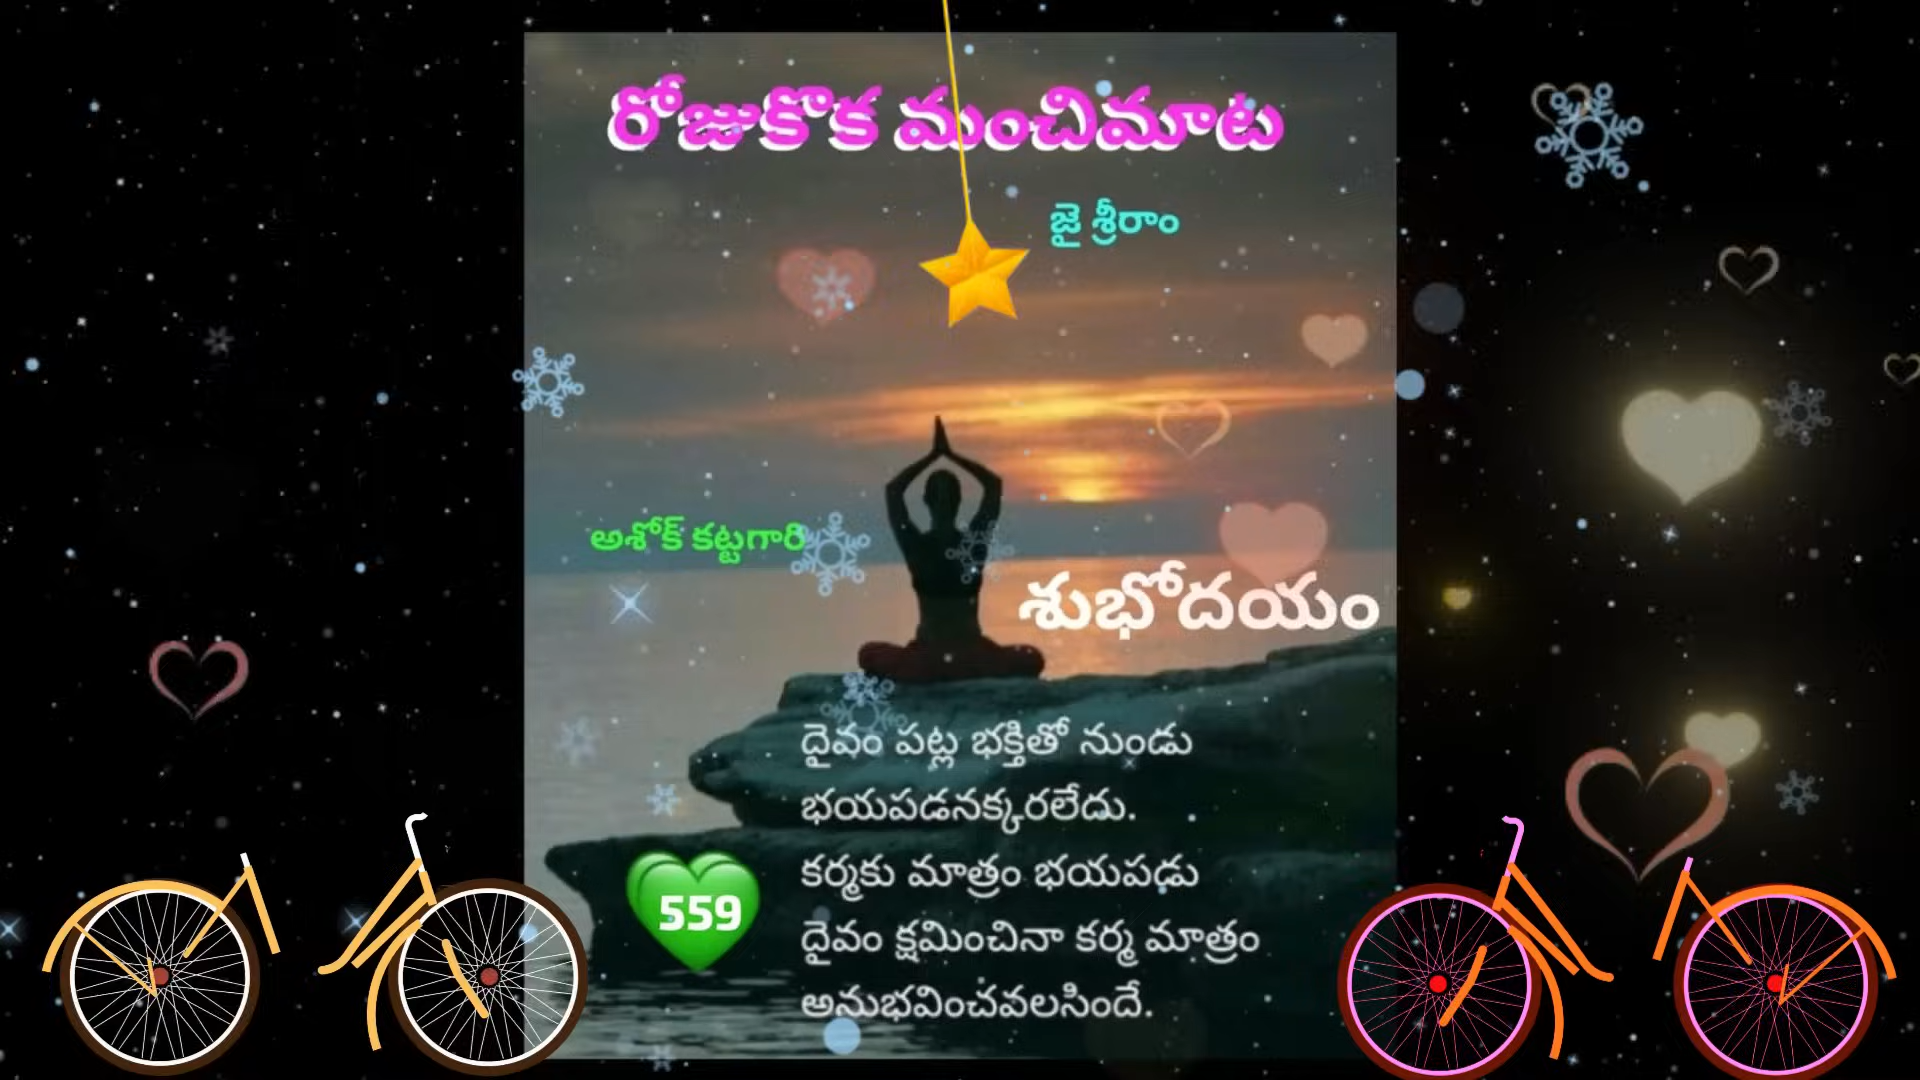 రోజుకొక మంచిమాట
జై శ్రీరాం
అశోక్ కట్టగారి
శుభోదయం
దైవం పట్ల భక్తితో నుండు
భయపడనక్కరలేదు.
కర్మకు మాత్రం భయపడు
దైవం క్షమించినా కర్మ మాత్రం
అనుభవించవలసిందే.
559